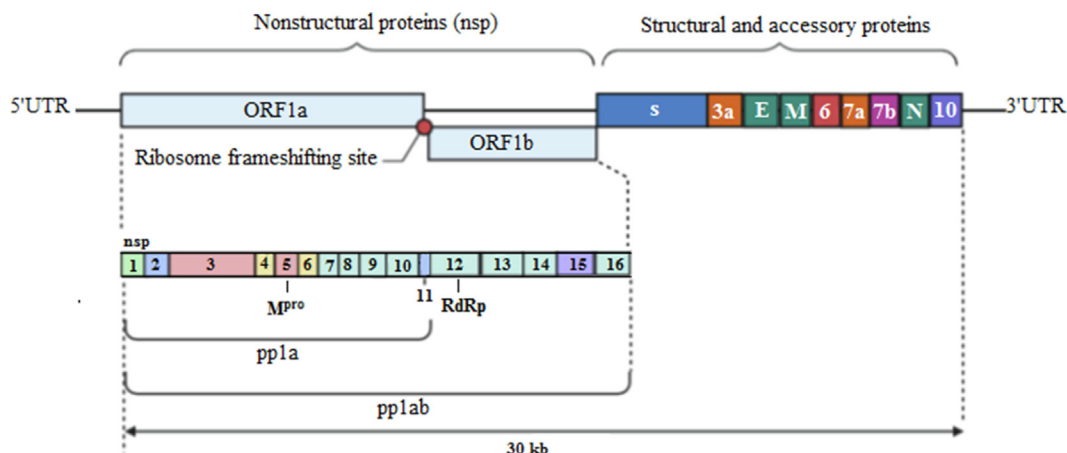 Nonstructural proteins (nsp) Structural and accessory proteins
5'UTR ORF1a s 3a E M 6 7a 7b N 10 3'UTR
Ribosome frameshifting site ORF1b
nsp
1 2 3 4 5 6 7 8 9 10 12 13 14 15 16
Mpro 11 RdRp
pp1a
pp1ab
30 kb